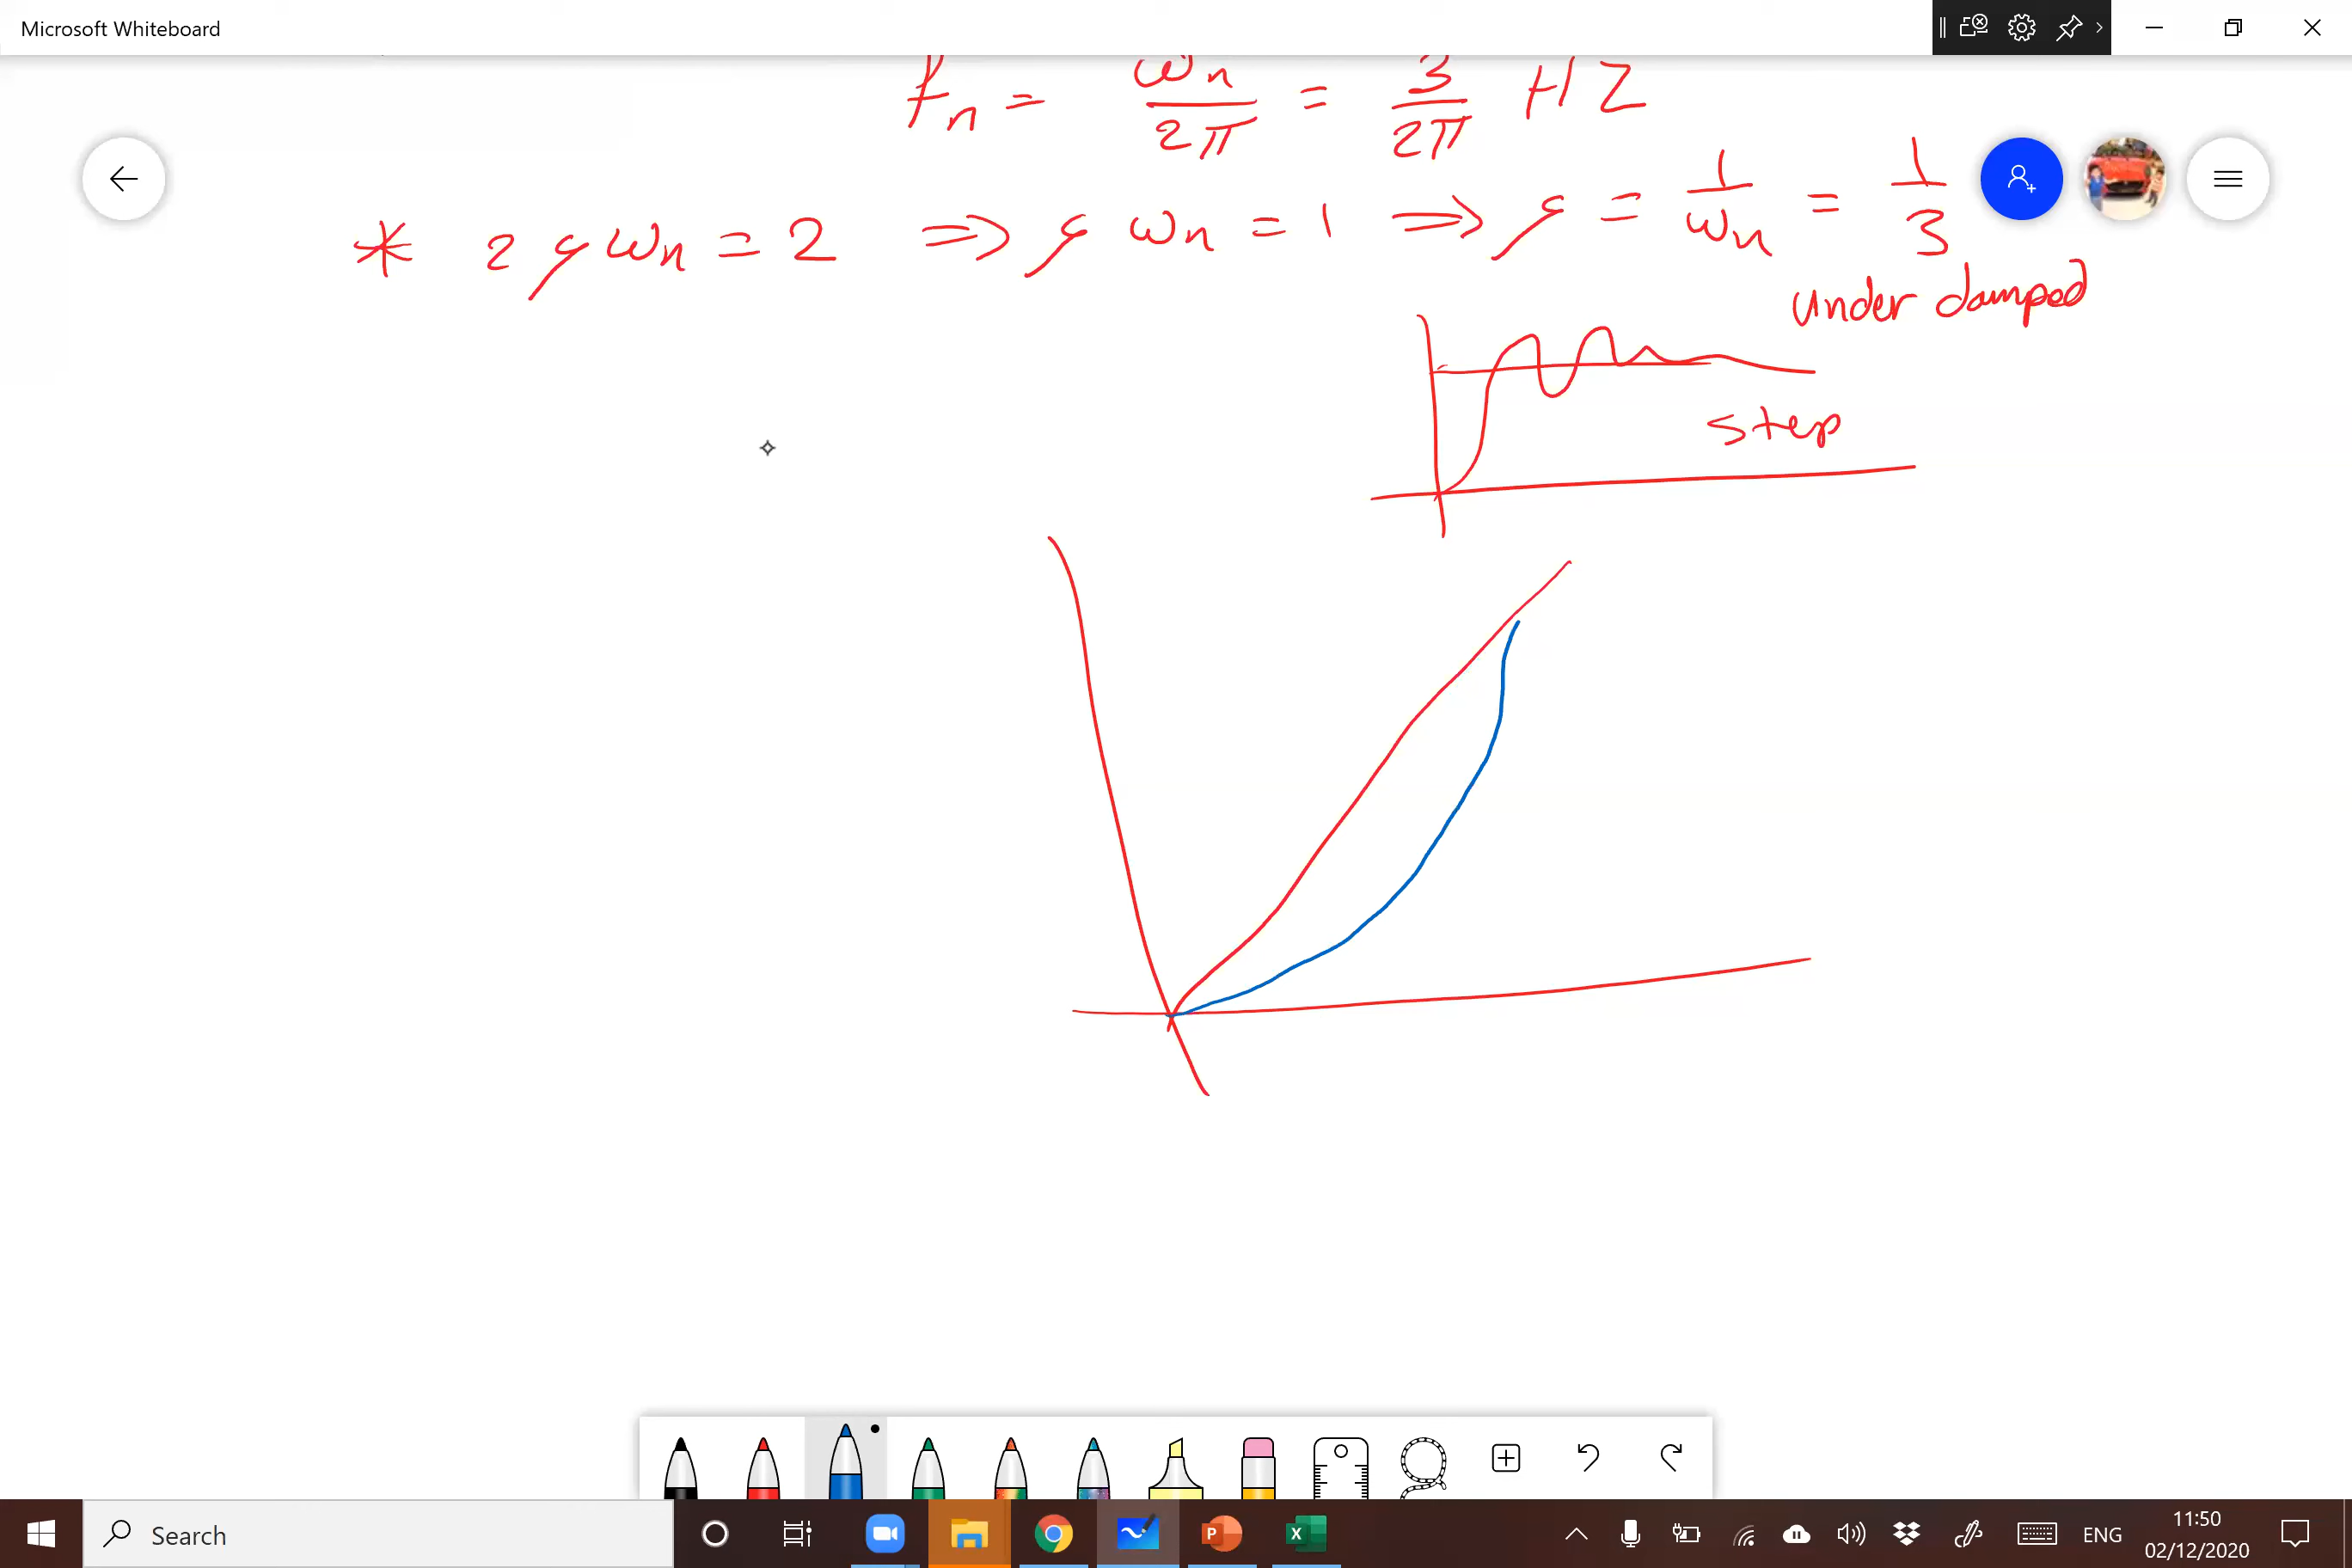 Microsoft Whiteboard
fn = ωn/2π = 3/2π HZ
* 2ζωn = 2 ⇒ ζ ωn = 1 ⇒ ζ = 1/ωn = 1/3
under damped
step
Search
ENG
11:50
02/12/2020